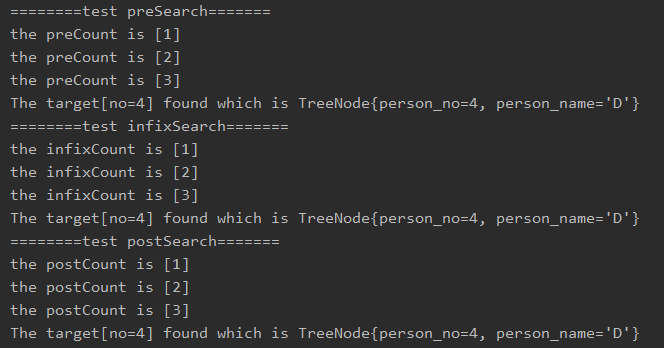 ========test preSearch=======
the preCount is [1]
the preCount is [2]
the preCount is [3]
The target[no=4] found which is TreeNode{person_no=4, person_name='D'}
========test infixSearch=======
the infixCount is [1]
the infixCount is [2]
the infixCount is [3]
The target[no=4] found which is TreeNode{person_no=4, person_name='D'}
========test postSearch=======
the postCount is [1]
the postCount is [2]
the postCount is [3]
The target[no=4] found which is TreeNode{person_no=4, person_name='D'}